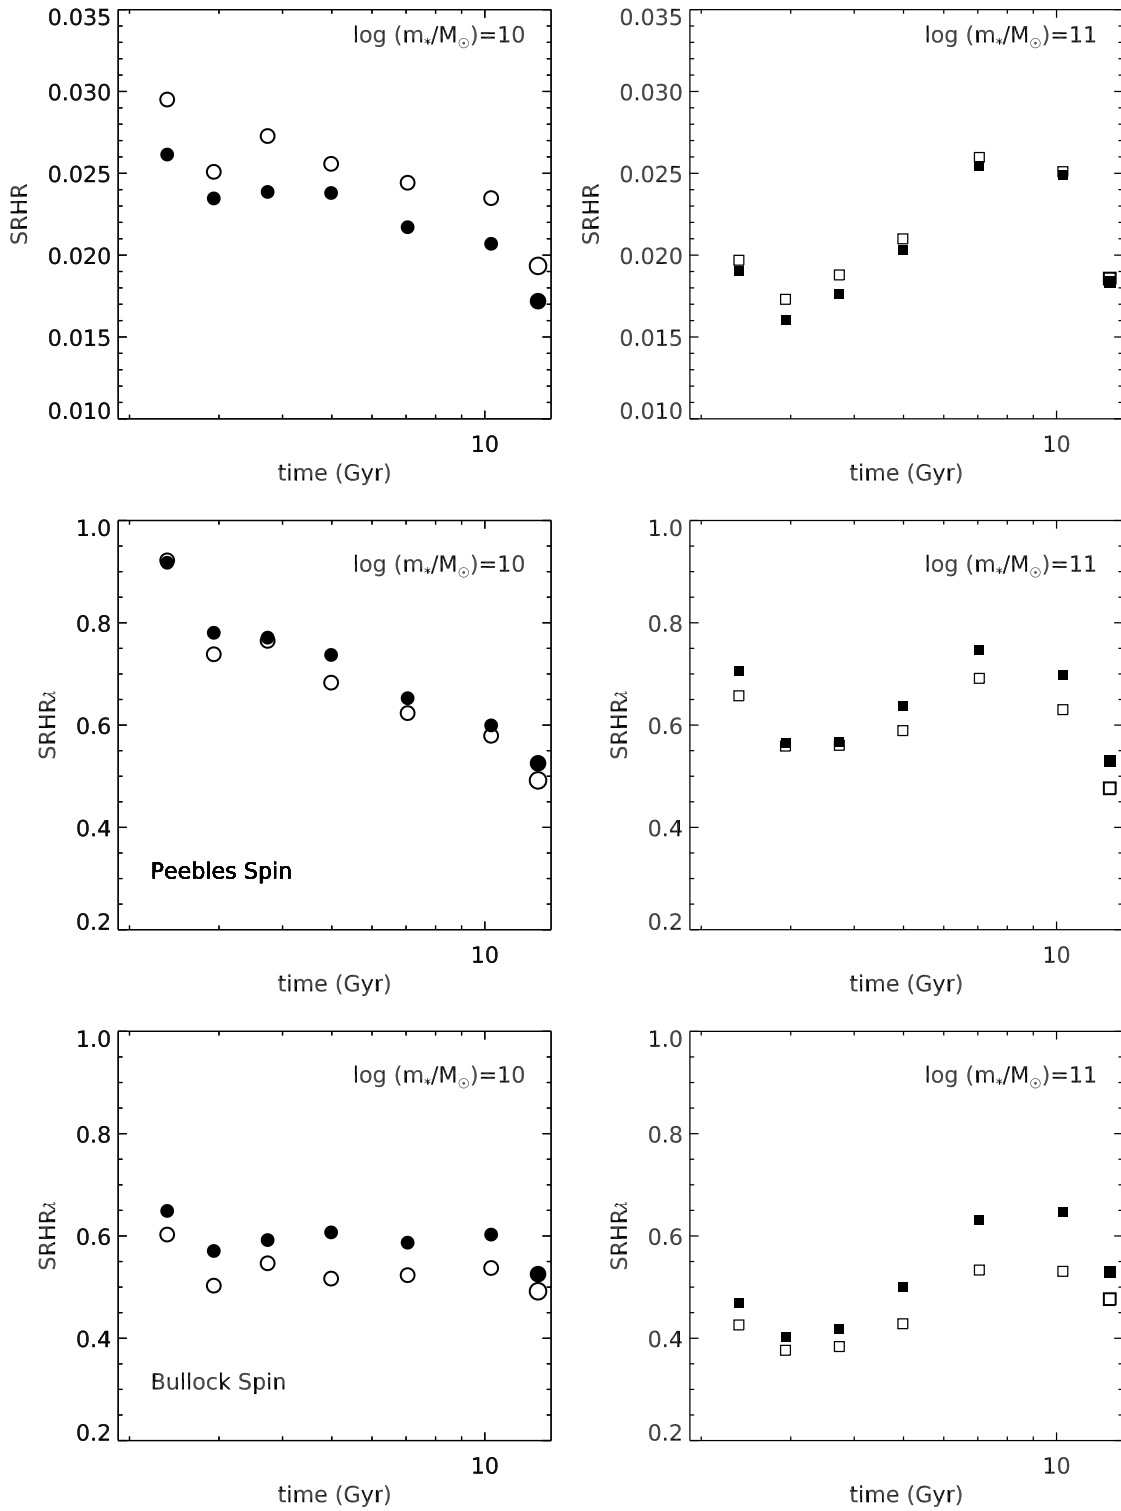 0.035
0.030
0.025
0.020
0.015
0.010
SRHR
log (m*/M☉)=10
10
time (Gyr)
0.035
0.030
0.025
0.020
0.015
0.010
SRHR
log (m*/M☉)=11
10
time (Gyr)
1.0
0.8
0.6
0.4
0.2
SRHRλ
log (m*/M☉)=10
Peebles Spin
10
time (Gyr)
1.0
0.8
0.6
0.4
0.2
SRHRλ
log (m*/M☉)=11
10
time (Gyr)
1.0
0.8
0.6
0.4
0.2
SRHRλ
log (m*/M☉)=10
Bullock Spin
10
time (Gyr)
1.0
0.8
0.6
0.4
0.2
SRHRλ
log (m*/M☉)=11
10
time (Gyr)